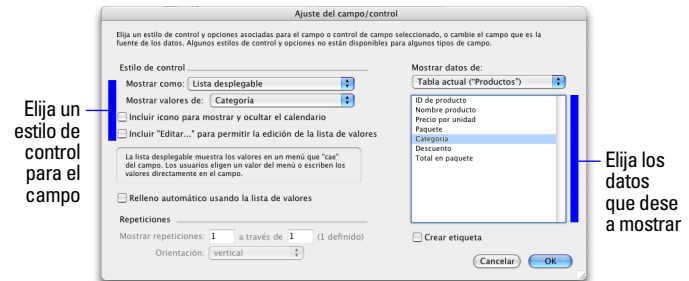 Ajuste del campo/control
Elija un estilo de control y opciones asociadas para el campo o control de campo seleccionado, o cambie el campo que es la
fuente de los datos. Algunos estilos de control y opciones no están disponibles para algunos tipos de campo.
Estilo de control
Mostrar como: Lista desplegable
Mostrar valores de: Categoría
Incluir icono para mostrar y ocultar el calendario
Incluir "Editar..." para permitir la edición de la lista de valores
La lista desplegable muestra los valores en un menú que "cae"
del campo. Los usuarios eligen un valor del menú o escriben los
valores directamente en el campo.
Relleno automático usando la lista de valores
Repeticiones
Mostrar repeticiones: 1 a través de 1 (1 definido)
Orientación: vertical
Mostrar datos de:
Tabla actual ("Productos")
ID de producto
Nombre producto
Precio por unidad
Paquete
Categoría
Descuento
Total en paquete
Crear etiqueta
Cancelar
OK
Elija un
estilo de
control
para el
campo
Elija los
datos
que dese
a mostrar